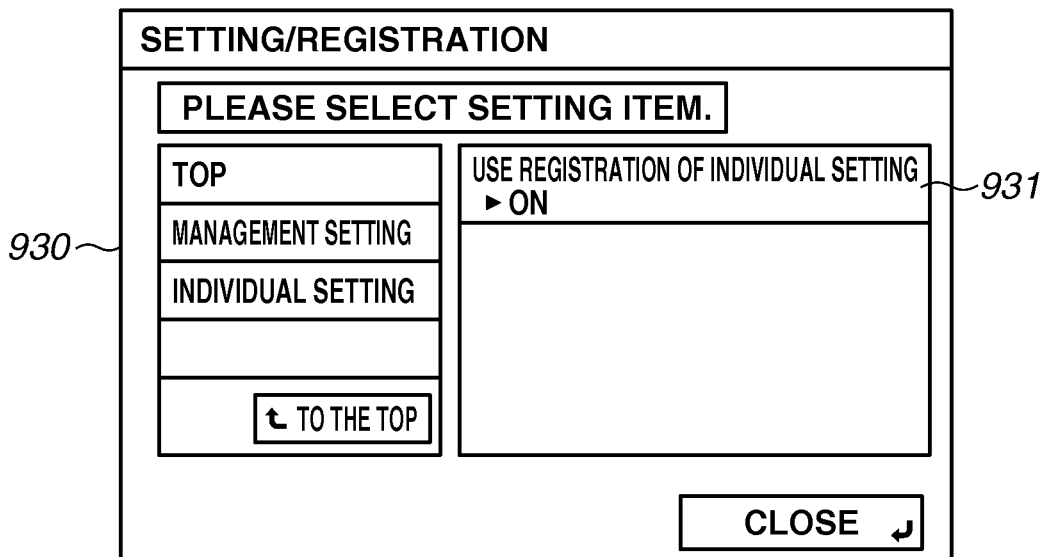 SETTING/REGISTRATION
PLEASE SELECT SETTING ITEM.
TOP
MANAGEMENT SETTING
INDIVIDUAL SETTING
TO THE TOP
USE REGISTRATION OF INDIVIDUAL SETTING
► ON
930
931
CLOSE